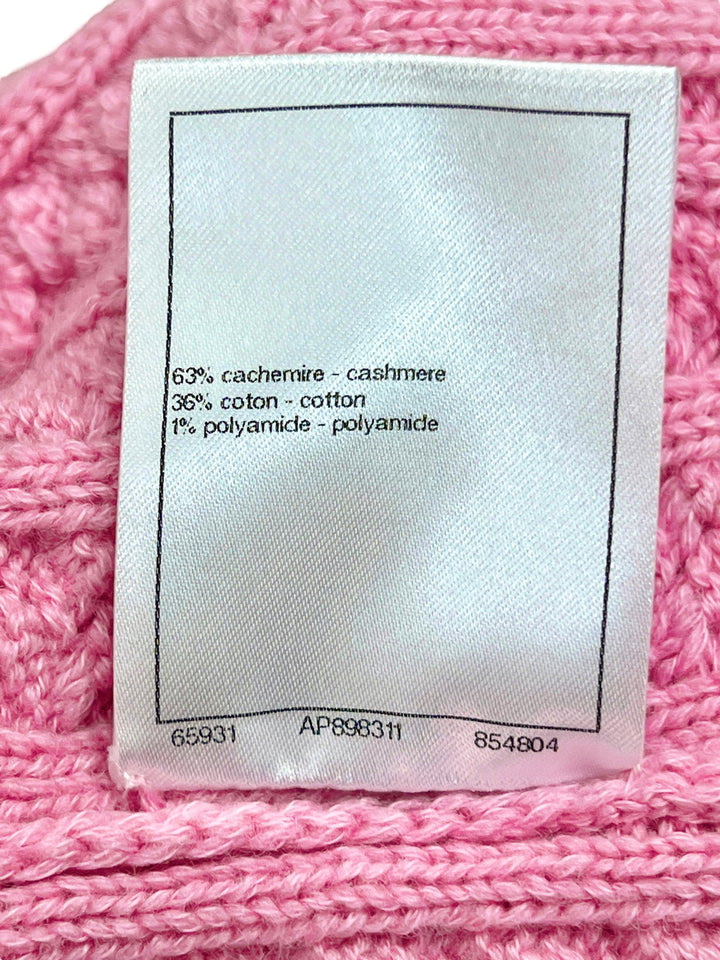 63% cachemire - cashmere
36% coton - cotton
1% polyamide - polyamide
65931 AP898311 854804